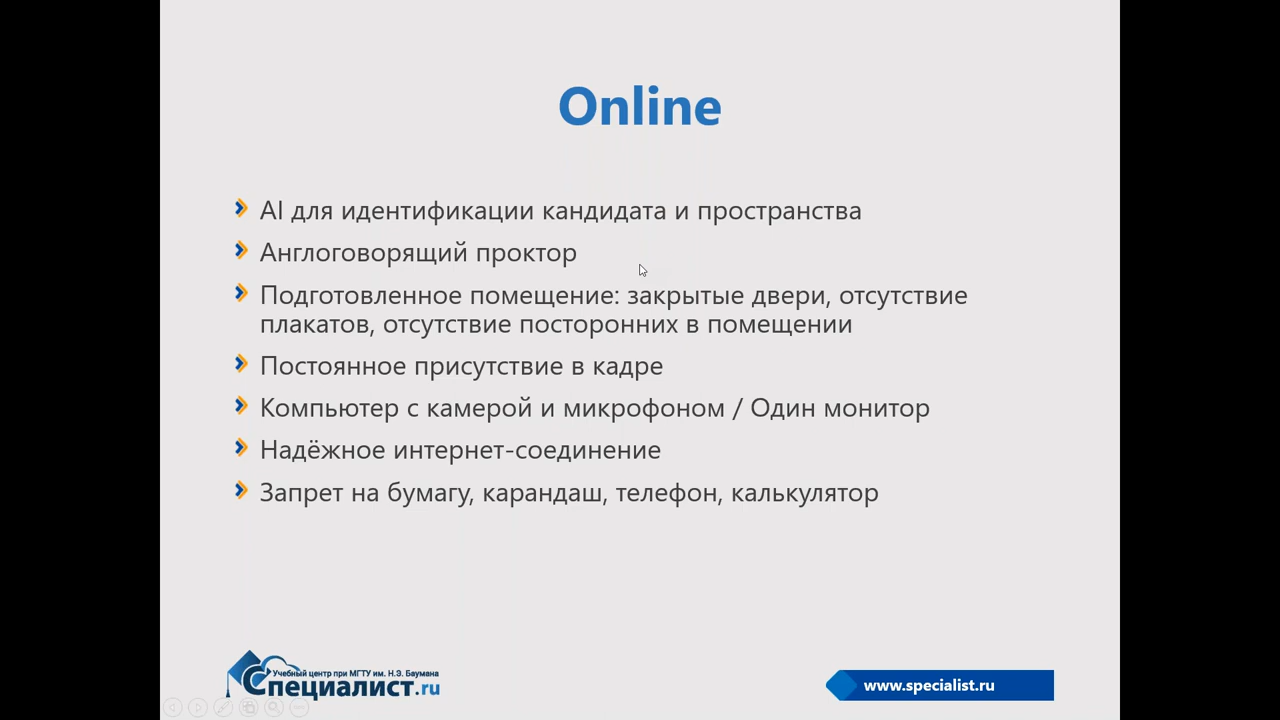 Online
AI для идентификации кандидата и пространства
Англоговорящий проктор
Подготовленное помещение: закрытые двери, отсутствие
плакатов, отсутствие посторонних в помещении
Постоянное присутствие в кадре
Компьютер с камерой и микрофоном / Один монитор
Надёжное интернет-соединение
Запрет на бумагу, карандаш, телефон, калькулятор
Учебный центр при МГТУ им. Н.Э. Баумана
Специалист.ru
www.specialist.ru